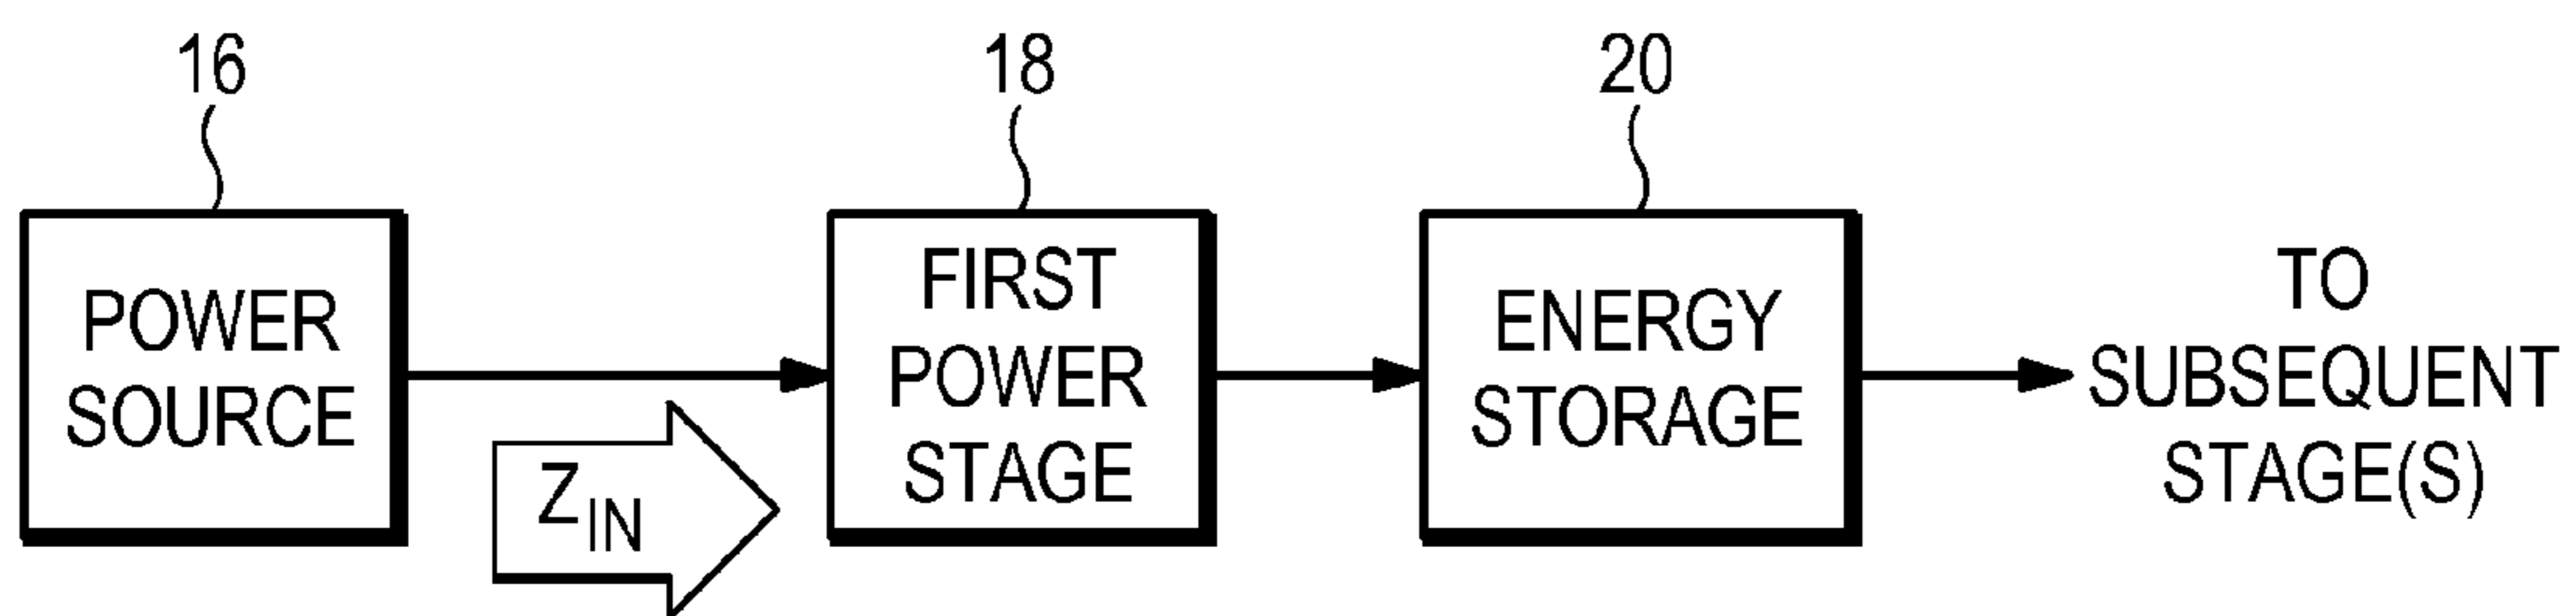 16
18
20
POWER
SOURCE
Z_IN
FIRST
POWER
STAGE
ENERGY
STORAGE
TO
SUBSEQUENT
STAGE(S)